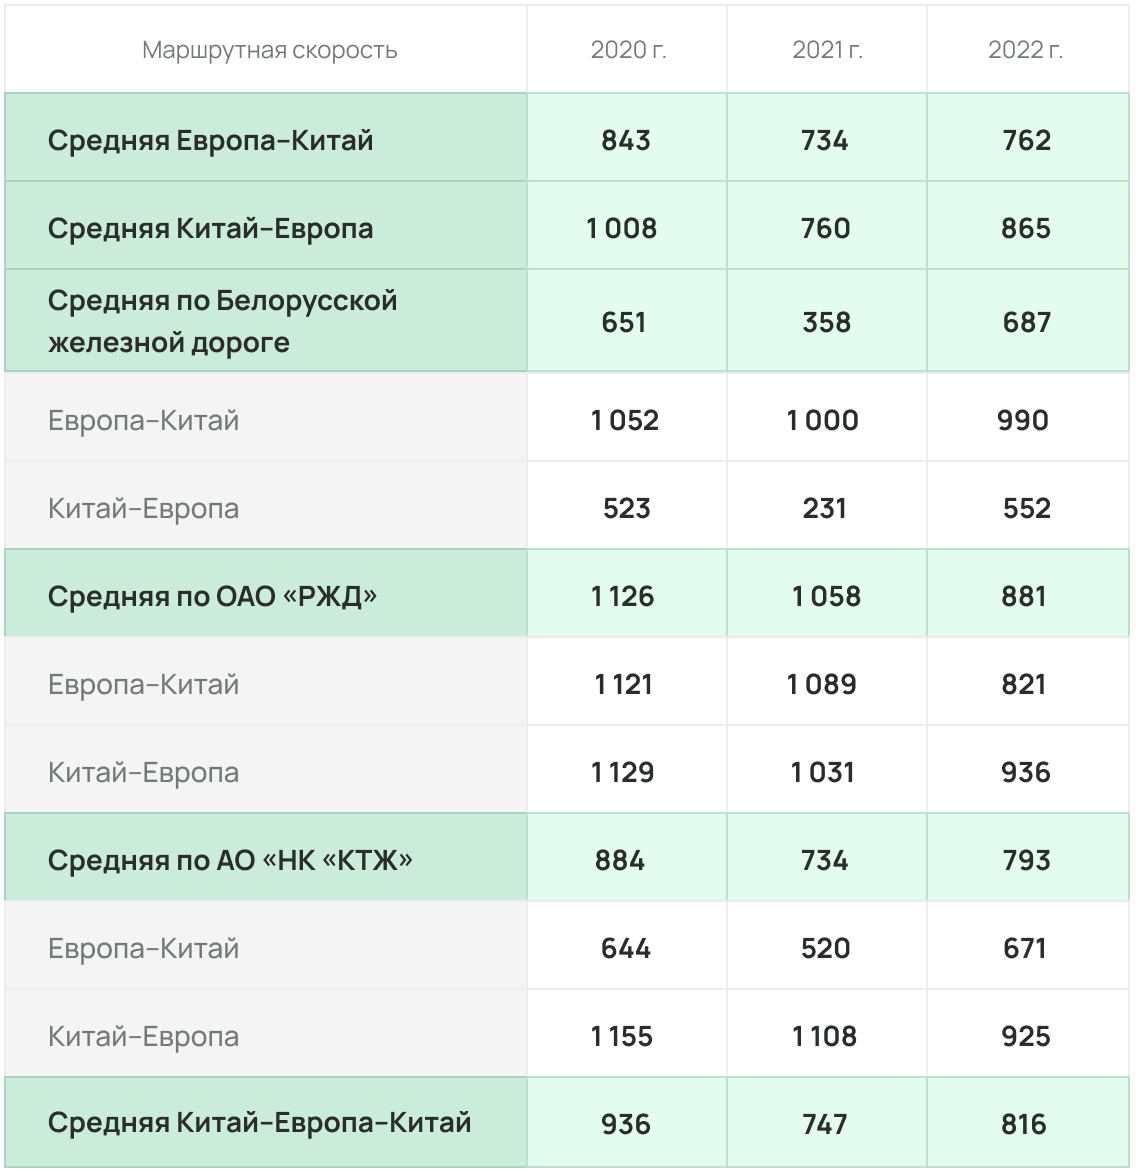 Маршрутная скорость 2020 г. 2021 г. 2022 г.
Средняя Европа–Китай 843 734 762
Средняя Китай–Европа 1 008 760 865
Средняя по Белорусской
железной дороге 651 358 687
Европа–Китай 1 052 1 000 990
Китай–Европа 523 231 552
Средняя по ОАО «РЖД» 1 126 1 058 881
Европа–Китай 1 121 1 089 821
Китай–Европа 1 129 1 031 936
Средняя по АО «НК «КТЖ» 884 734 793
Европа–Китай 644 520 671
Китай–Европа 1 155 1 108 925
Средняя Китай–Европа–Китай 936 747 816